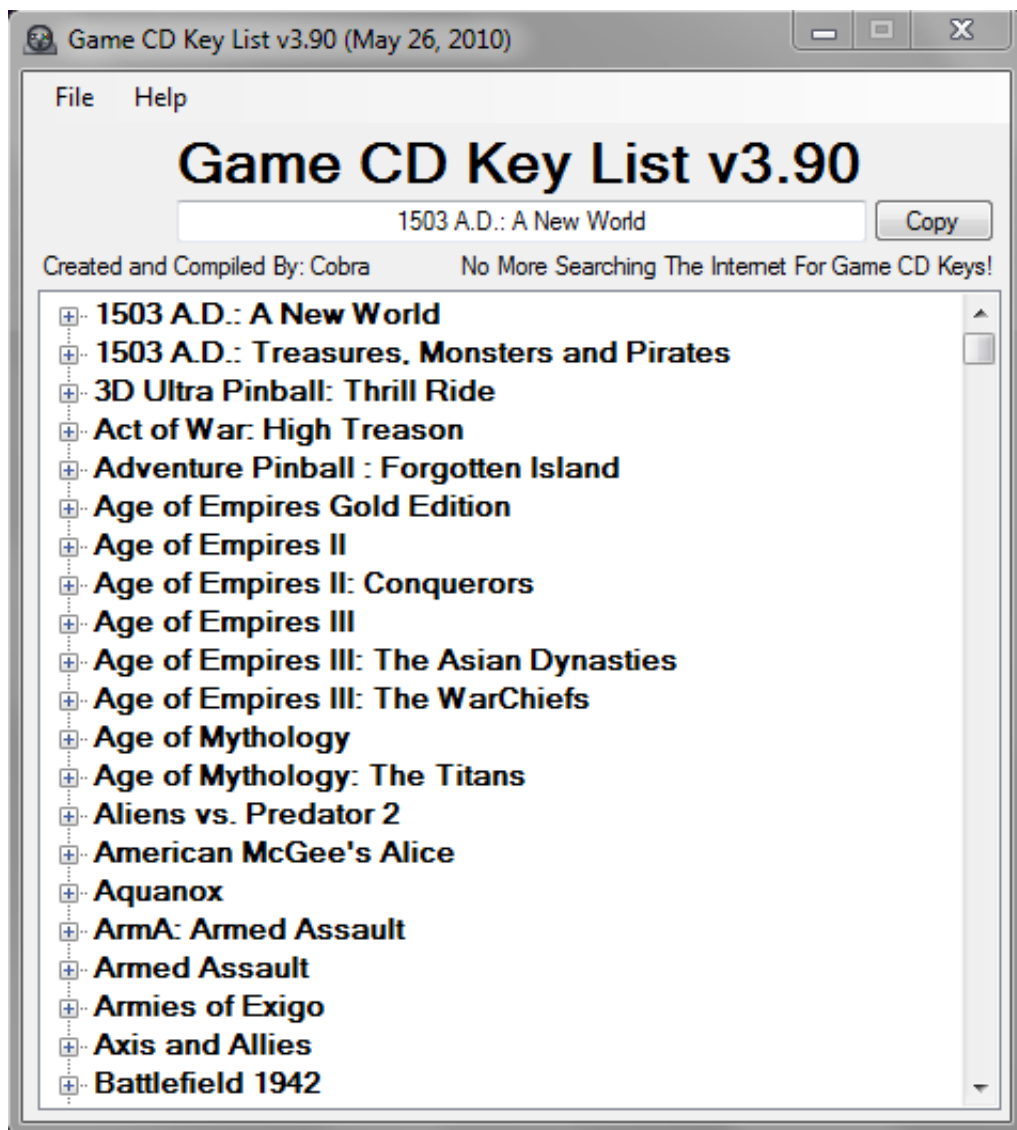 Game CD Key List v3.90 (May 26, 2010)
File Help
Game CD Key List v3.90
1503 A.D.: A New World Copy
Created and Compiled By: Cobra No More Searching The Internet For Game CD Keys!
1503 A.D.: A New World
1503 A.D.: Treasures, Monsters and Pirates
3D Ultra Pinball: Thrill Ride
Act of War: High Treason
Adventure Pinball : Forgotten Island
Age of Empires Gold Edition
Age of Empires II
Age of Empires II: Conquerors
Age of Empires III
Age of Empires III: The Asian Dynasties
Age of Empires III: The WarChiefs
Age of Mythology
Age of Mythology: The Titans
Aliens vs. Predator 2
American McGee's Alice
Aquanox
ArmA: Armed Assault
Armed Assault
Armies of Exigo
Axis and Allies
Battlefield 1942